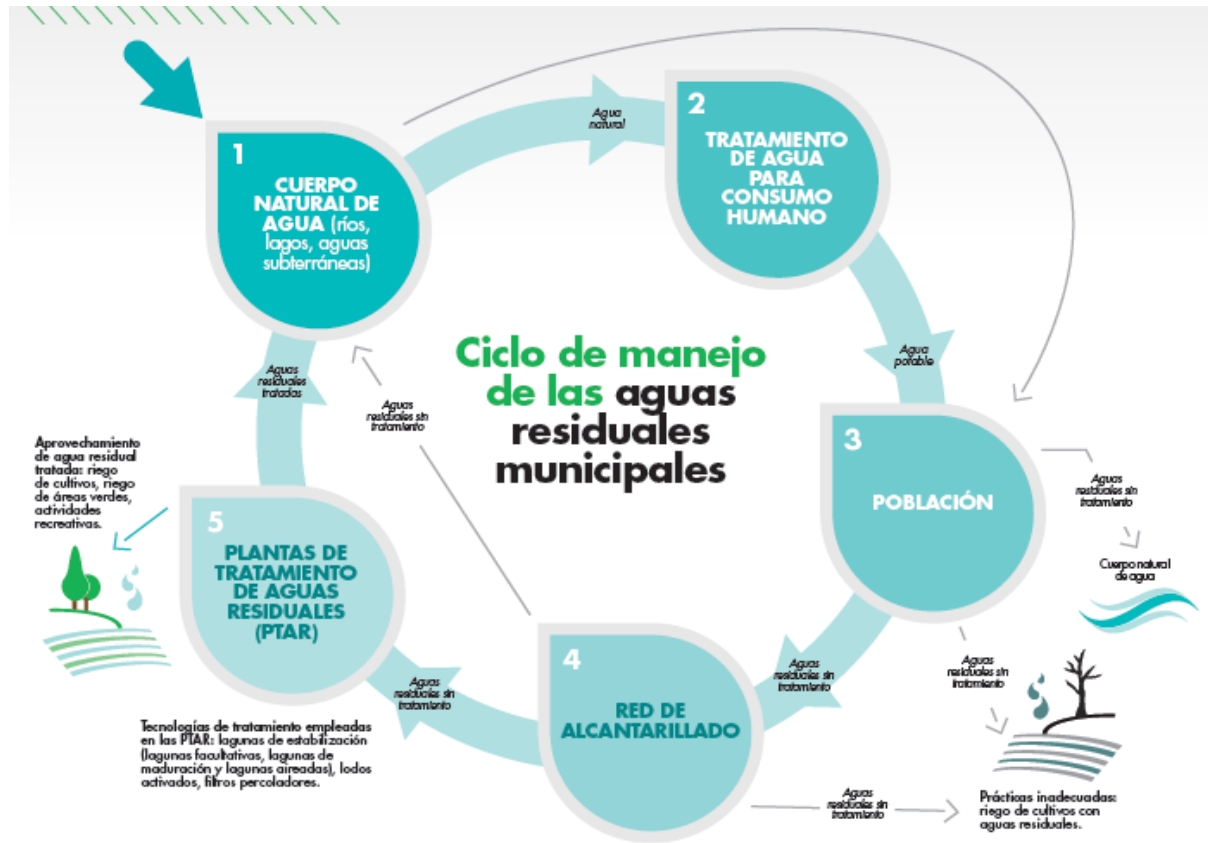 1
CUERPO
NATURAL DE
AGUA (ríos,
lagos, aguas
subterráneas)
Agua
natural
2
TRATAMIENTO
DE AGUA
PARA
CONSUMO
HUMANO
Agua
potable
Ciclo de manejo
de las aguas
residuales
municipales
3
POBLACIÓN
Aguas
residuales sin
tratamiento
Cuerpo natural
de agua
Aguas
residuales sin
tratamiento
Prácticas inadecuadas:
riego de cultivos con
aguas residuales.
Aguas
residuales sin
tratamiento
4
RED DE
ALCANTARILLADO
Aguas
residuales sin
tratamiento
Aguas
residuales sin
tratamiento
Aguas
residuales sin
tratamiento
5
PLANTAS DE
TRATAMIENTO
DE AGUAS
RESIDUALES
(PTAR)
Tecnologías de tratamiento empleadas
en las PTAR: lagunas de estabilización
(lagunas facultativas, lagunas de
maduración y lagunas aireadas), lodos
activados, filtros percoladores.
Aprovechamiento
de agua residual
tratada: riego
de cultivos, riego
de áreas verdes,
actividades
recreativas.
Aguas
residuales
tratadas